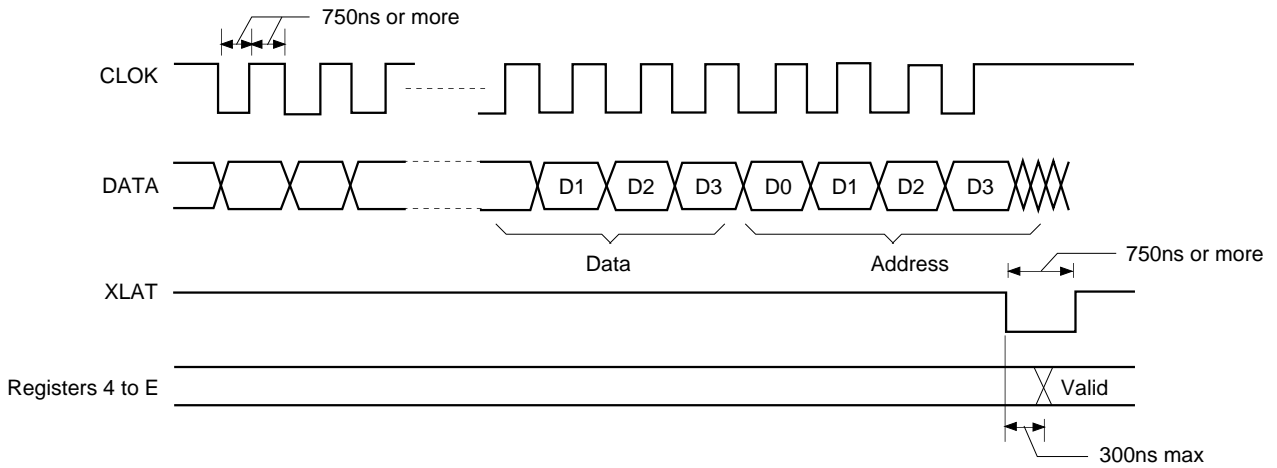 750ns or more
CLOK
DATA
D1 D2 D3 D0 D1 D2 D3
Data Address
750ns or more
XLAT
Registers 4 to E
Valid
300ns max